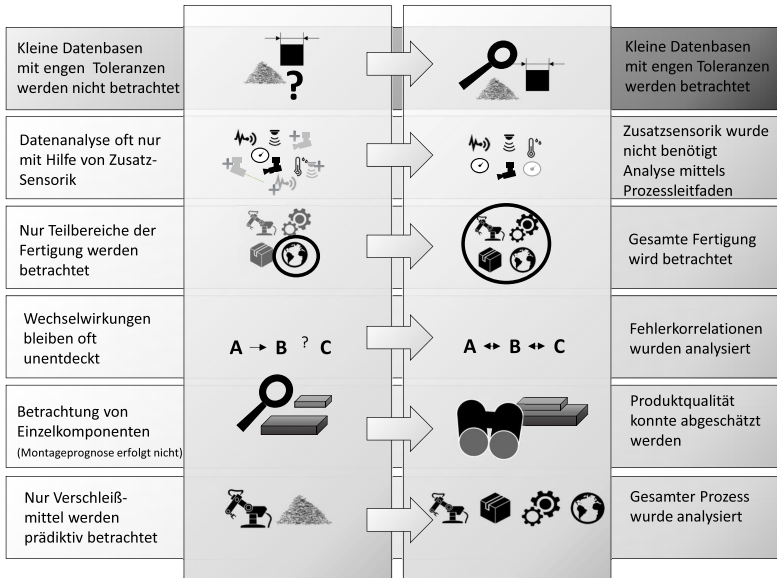 Kleine Datenbasen
mit engen Toleranzen
werden nicht betrachtet
?
Kleine Datenbasen
mit engen Toleranzen
werden betrachtet
Datenanalyse oft nur
mit Hilfe von Zusatz-
Sensorik
Zusatzsensorik wurde
nicht benötigt
Analyse mittels
Prozessleitfaden
Nur Teilbereiche der
Fertigung werden
betrachtet
Gesamte Fertigung
wird betrachtet
Wechselwirkungen
bleiben oft
unentdeckt
A → B ? C
A ↔ B ↔ C
Fehlerkorrelationen
wurden analysiert
Betrachtung von
Einzelkomponenten
(Montageprognose erfolgt nicht)
Produktqualität
konnte abgeschätzt
werden
Nur Verschleiß-
mittel werden
prädiktiv betrachtet
Gesamter Prozess
wurde analysiert